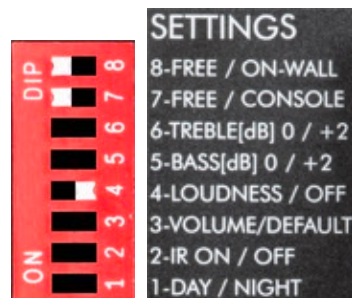 DIP
ON
8
7
6
5
4
3
2
1
SETTINGS
8-FREE / ON-WALL
7-FREE / CONSOLE
6-TREBLE[dB] 0 / +2
5-BASS[dB] 0 / +2
4-LOUDNESS / OFF
3-VOLUME/DEFAULT
2-IR ON / OFF
1-DAY / NIGHT